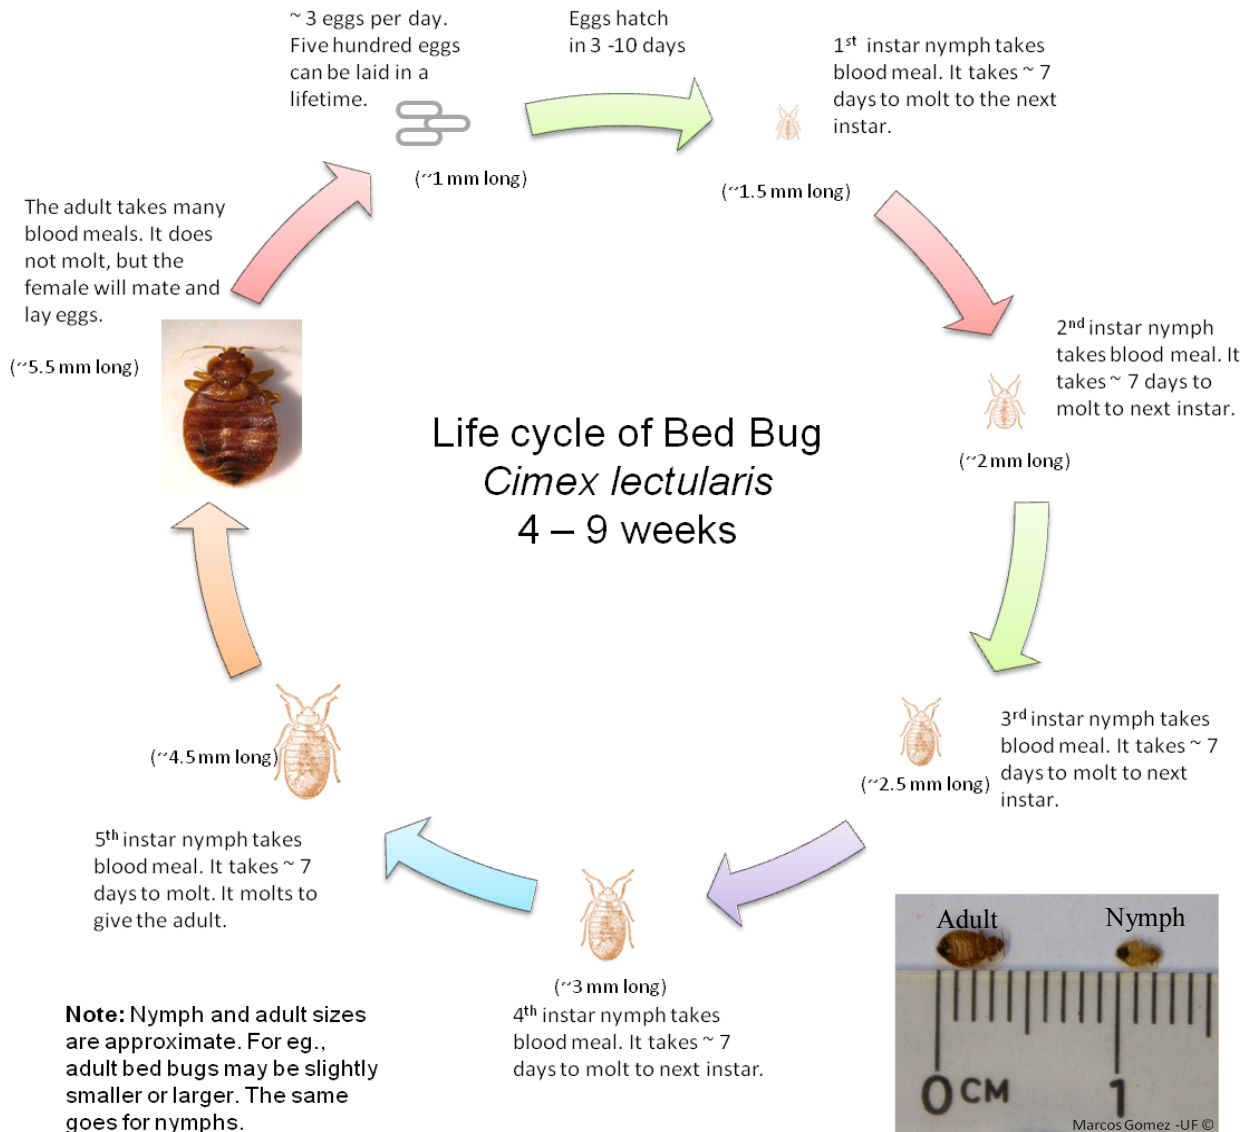 ~ 3 eggs per day.
Five hundred eggs
can be laid in a
lifetime.
(~1 mm long)
Eggs hatch
in 3 -10 days
1st instar nymph takes
blood meal. It takes ~ 7
days to molt to the next
instar.
(~1.5 mm long)
2nd instar nymph
takes blood meal. It
takes ~ 7 days to
molt to next instar.
(~2 mm long)
3rd instar nymph takes
blood meal. It takes ~ 7
days to molt to next
instar.
(~2.5 mm long)
(~3 mm long)
4th instar nymph takes
blood meal. It takes ~ 7
days to molt to next instar.
(~4.5 mm long)
5th instar nymph takes
blood meal. It takes ~ 7
days to molt. It molts to
give the adult.
The adult takes many
blood meals. It does
not molt, but the
female will mate and
lay eggs.
(~5.5 mm long)
Life cycle of Bed Bug
Cimex lectularis
4 – 9 weeks
Note: Nymph and adult sizes
are approximate. For eg.,
adult bed bugs may be slightly
smaller or larger. The same
goes for nymphs.
Adult
Nymph
0 CM 1
Marcos Gomez -UF ©